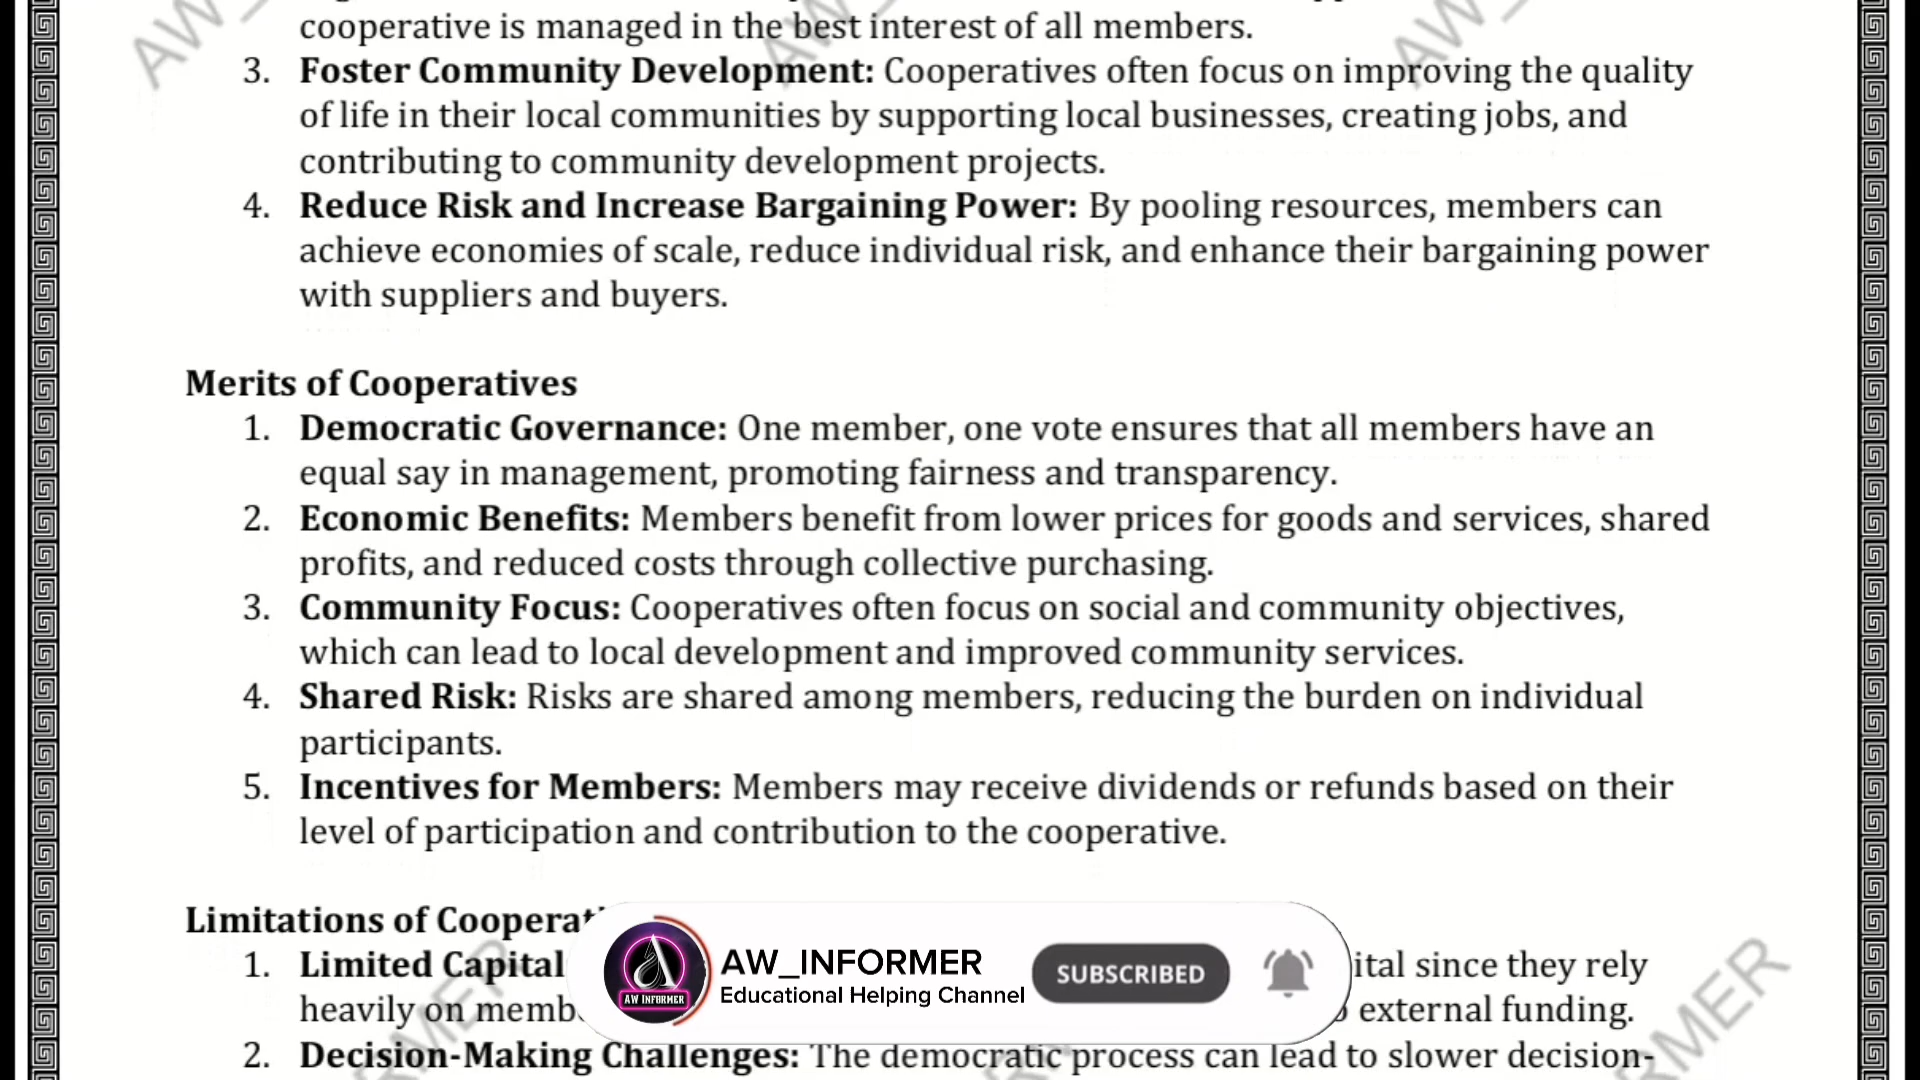 cooperative is managed in the best interest of all members.
3. Foster Community Development: Cooperatives often focus on improving the quality
of life in their local communities by supporting local businesses, creating jobs, and
contributing to community development projects.
4. Reduce Risk and Increase Bargaining Power: By pooling resources, members can
achieve economies of scale, reduce individual risk, and enhance their bargaining power
with suppliers and buyers.
Merits of Cooperatives
1. Democratic Governance: One member, one vote ensures that all members have an
equal say in management, promoting fairness and transparency.
2. Economic Benefits: Members benefit from lower prices for goods and services, shared
profits, and reduced costs through collective purchasing.
3. Community Focus: Cooperatives often focus on social and community objectives,
which can lead to local development and improved community services.
4. Shared Risk: Risks are shared among members, reducing the burden on individual
participants.
5. Incentives for Members: Members may receive dividends or refunds based on their
level of participation and contribution to the cooperative.
Limitations of
1. Limited Capital since they rely
heavily on external funding.
AW_INFORMER
Educational Helping Channel
SUBSCRIBED
AW INFORMER
2. Decision-Making Challenges: The democratic process can lead to slower decision-